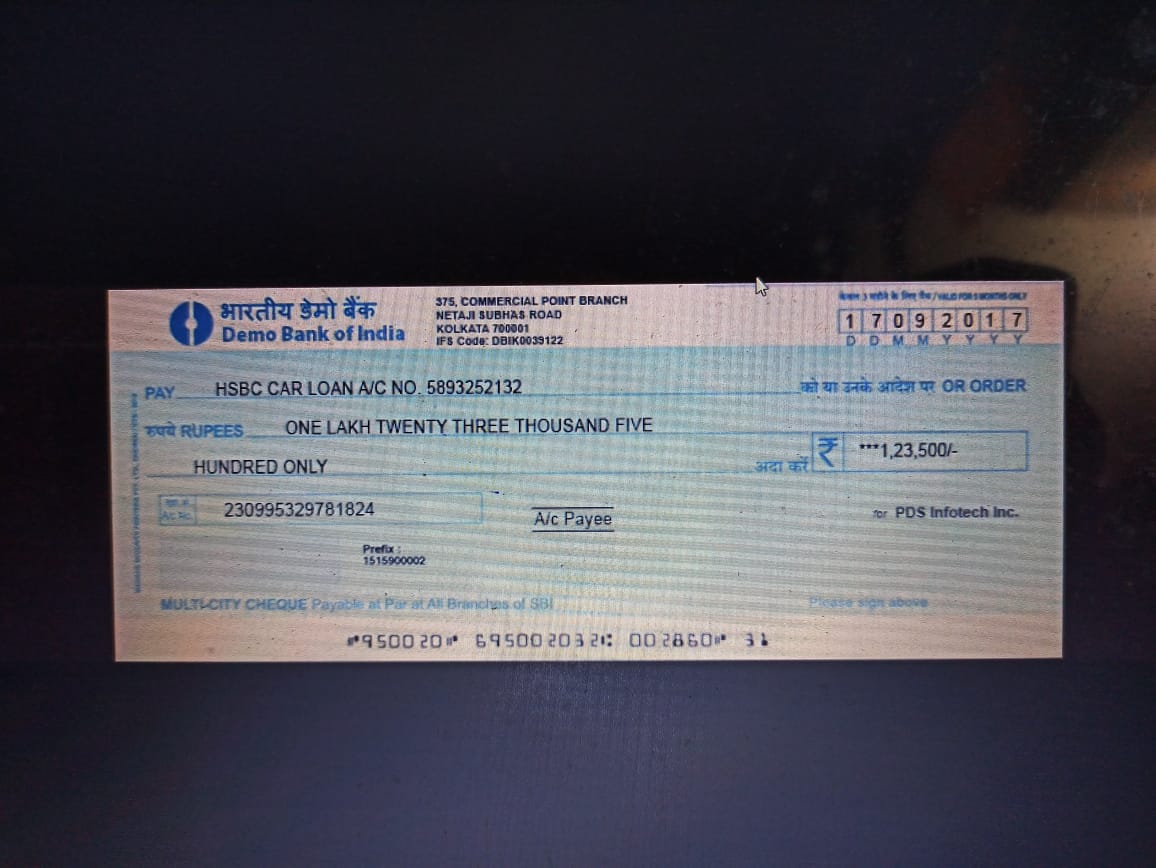 भारतीय डेमो बैंक
Demo Bank of India
375, COMMERCIAL POINT BRANCH
NETAJI SUBHAS ROAD
KOLKATA 700001
IFS Code: DBIK0039122
केवल 3 महीने के लिए वैध / VALID FOR 3 MONTHS ONLY
1 7 0 9 2 0 1 7
D D M M Y Y Y Y
PAY HSBC CAR LOAN A/C NO. 5893252132 को या उनके आदेश पर OR ORDER
रुपये RUPEES ONE LAKH TWENTY THREE THOUSAND FIVE
HUNDRED ONLY अदा करें ₹ ***1,23,500/-
A/c No. 230995329781824
A/c Payee
for PDS Infotech Inc.
Prefix :
1515900002
MULTI-CITY CHEQUE Payable at Par at All Branches of SBI
Please sign above
⑈950020⑈ 695002032⑆ 002860⑈ 31